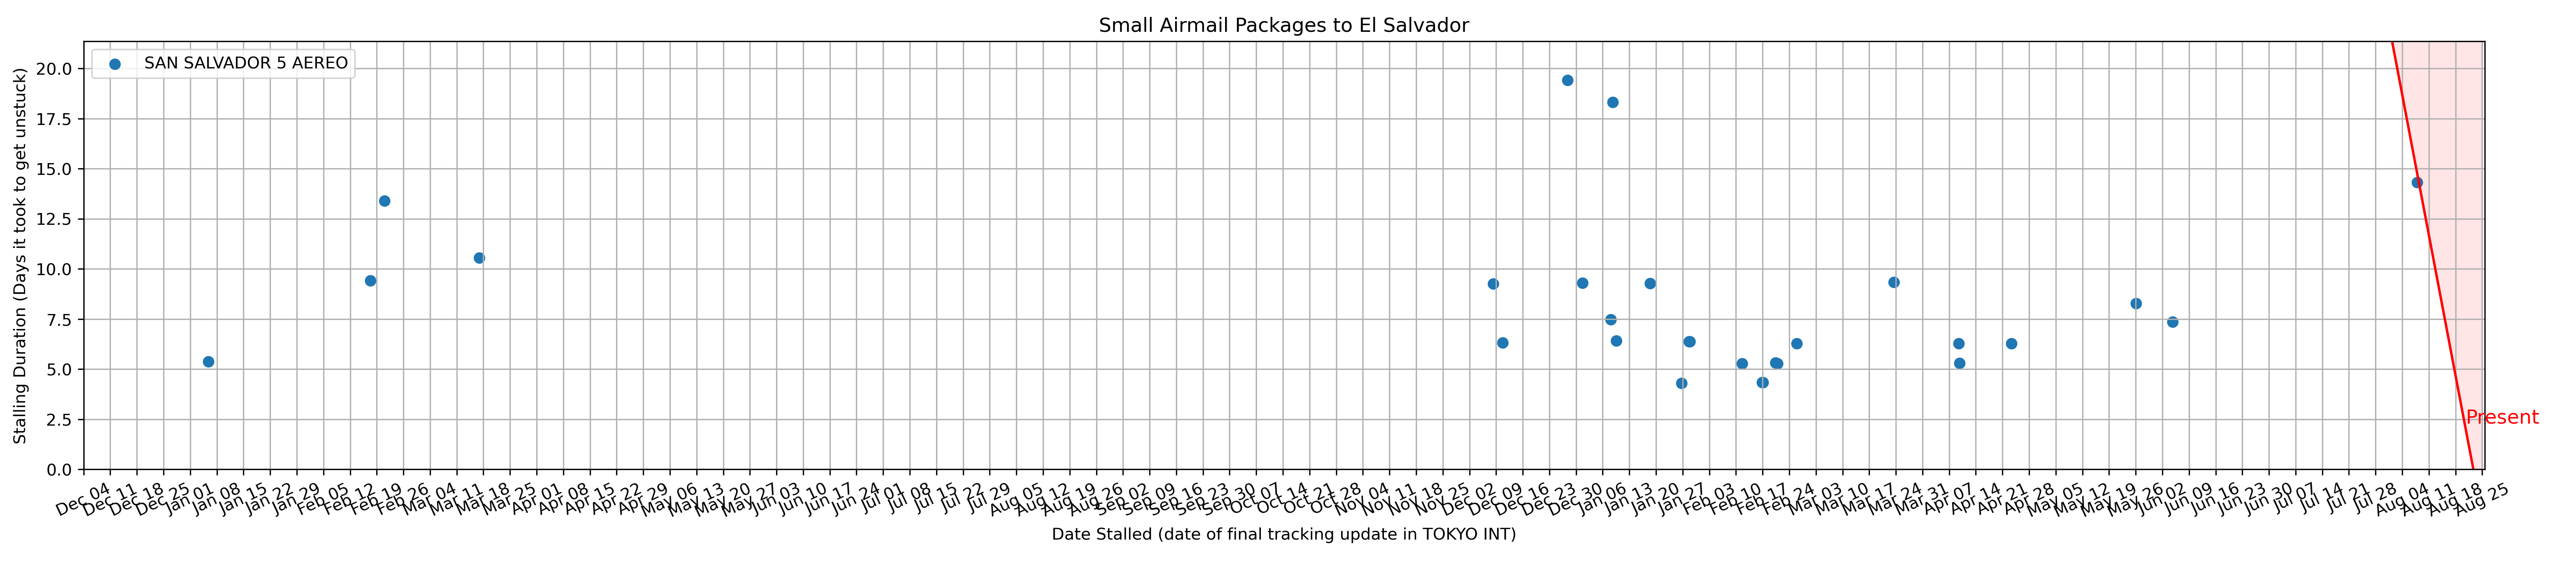 Small Airmail Packages to El Salvador
SAN SALVADOR 5 AEREO
Stalling Duration (Days it took to get unstuck)
20.0
17.5
15.0
12.5
10.0
7.5
5.0
2.5
0.0
Present
Dec 04
Dec 11
Dec 18
Dec 25
Jan 01
Jan 08
Jan 15
Jan 22
Jan 29
Feb 05
Feb 12
Feb 19
Feb 26
Mar 04
Mar 11
Mar 18
Mar 25
Apr 01
Apr 08
Apr 15
Apr 22
Apr 29
May 06
May 13
May 20
May 27
Jun 03
Jun 10
Jun 17
Jun 24
Jul 01
Jul 08
Jul 15
Jul 22
Jul 29
Aug 05
Aug 12
Aug 19
Aug 26
Sep 02
Sep 09
Sep 16
Sep 23
Sep 30
Oct 07
Oct 14
Oct 21
Oct 28
Nov 04
Nov 11
Nov 18
Nov 25
Dec 02
Dec 09
Dec 16
Dec 23
Dec 30
Jan 06
Jan 13
Jan 20
Jan 27
Feb 03
Feb 10
Feb 17
Feb 24
Mar 03
Mar 10
Mar 17
Mar 24
Mar 31
Apr 07
Apr 14
Apr 21
Apr 28
May 05
May 12
May 19
May 26
Jun 02
Jun 09
Jun 16
Jun 23
Jun 30
Jul 07
Jul 14
Jul 21
Jul 28
Aug 04
Aug 11
Aug 18
Aug 25
Date Stalled (date of final tracking update in TOKYO INT)